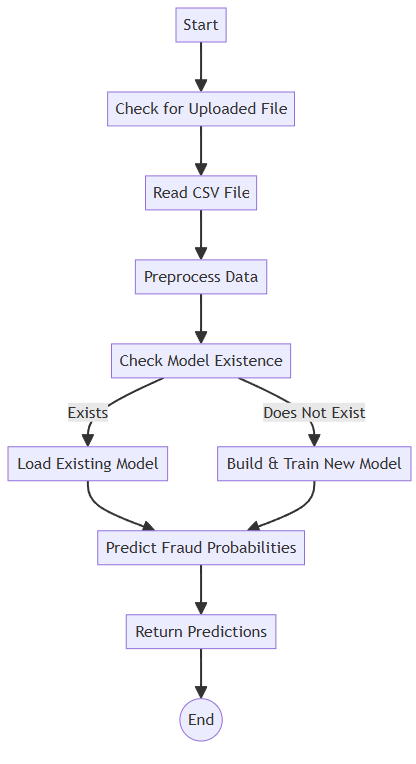 Start
Check for Uploaded File
Read CSV File
Preprocess Data
Check Model Existence
Exists
Does Not Exist
Load Existing Model
Build & Train New Model
Predict Fraud Probabilities
Return Predictions
End